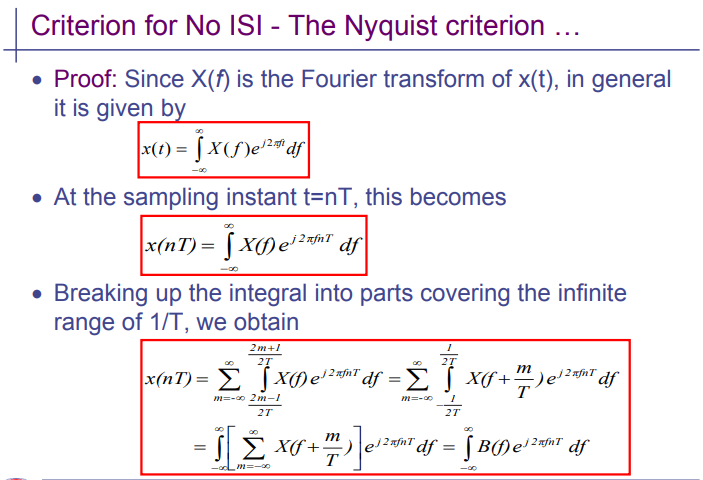 Criterion for No ISI - The Nyquist criterion …
• Proof: Since X(f) is the Fourier transform of x(t), in general
it is given by
x(t) = ∫_{-∞}^{∞} X(f)e^{j2πft} df
• At the sampling instant t=nT, this becomes
x(nT) = ∫_{-∞}^{∞} X(f) e^{j2πfnT} df
• Breaking up the integral into parts covering the infinite
range of 1/T, we obtain
x(nT) = ∑_{m=-∞}^{∞} ∫_{(2m-1)/2T}^{(2m+1)/2T} X(f) e^{j2πfnT} df = ∑_{m=-∞}^{∞} ∫_{-1/2T}^{1/2T} X(f + m/T) e^{j2πfnT} df
= ∫_{-∞}^{∞} [ ∑_{m=-∞}^{∞} X(f + m/T) ] e^{j2πfnT} df = ∫_{-∞}^{∞} B(f) e^{j2πfnT} df